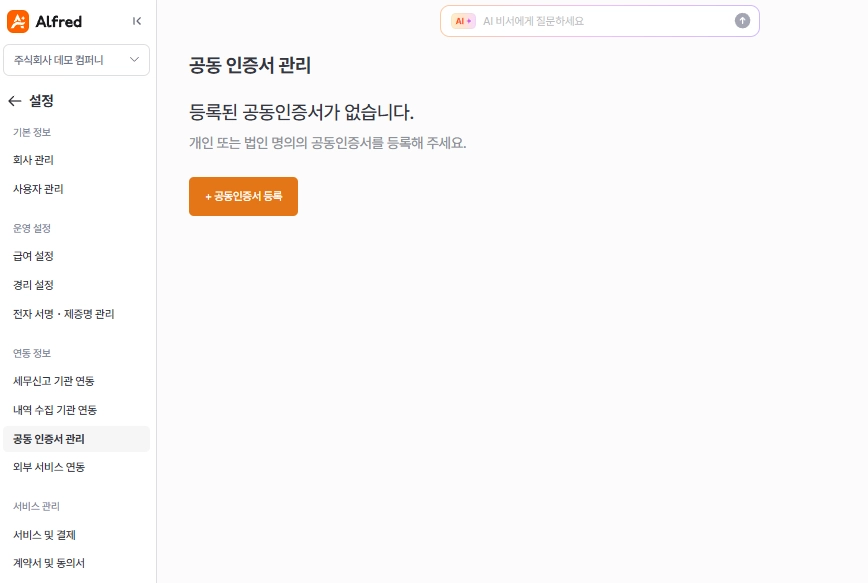 Alfred
주식회사 데모 컴퍼니
설정
기본 정보
회사 관리
사용자 관리
운영 설정
급여 설정
경리 설정
전자 서명・제증명 관리
연동 정보
세무신고 기관 연동
내역 수집 기관 연동
공동 인증서 관리
외부 서비스 연동
서비스 관리
서비스 및 결제
계약서 및 동의서
AI AI 비서에게 질문하세요
공동 인증서 관리
등록된 공동인증서가 없습니다.
개인 또는 법인 명의의 공동인증서를 등록해 주세요.
+ 공동인증서 등록